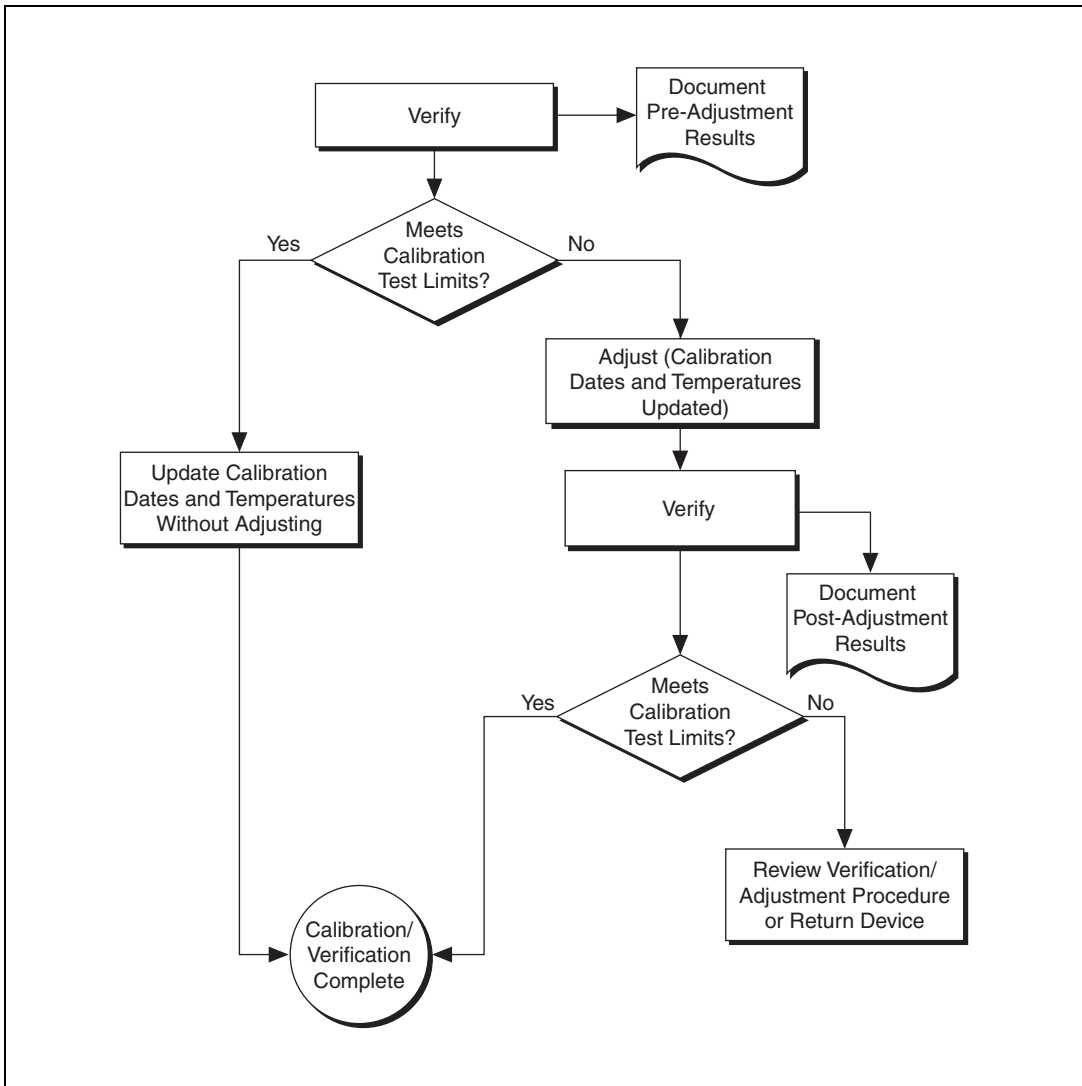 Verify
Document
Pre-Adjustment
Results
Meets
Calibration
Test Limits?
Yes
No
Adjust (Calibration
Dates and Temperatures
Updated)
Update Calibration
Dates and Temperatures
Without Adjusting
Verify
Document
Post-Adjustment
Results
Meets
Calibration
Test Limits?
Yes
No
Review Verification/
Adjustment Procedure
or Return Device
Calibration/
Verification
Complete